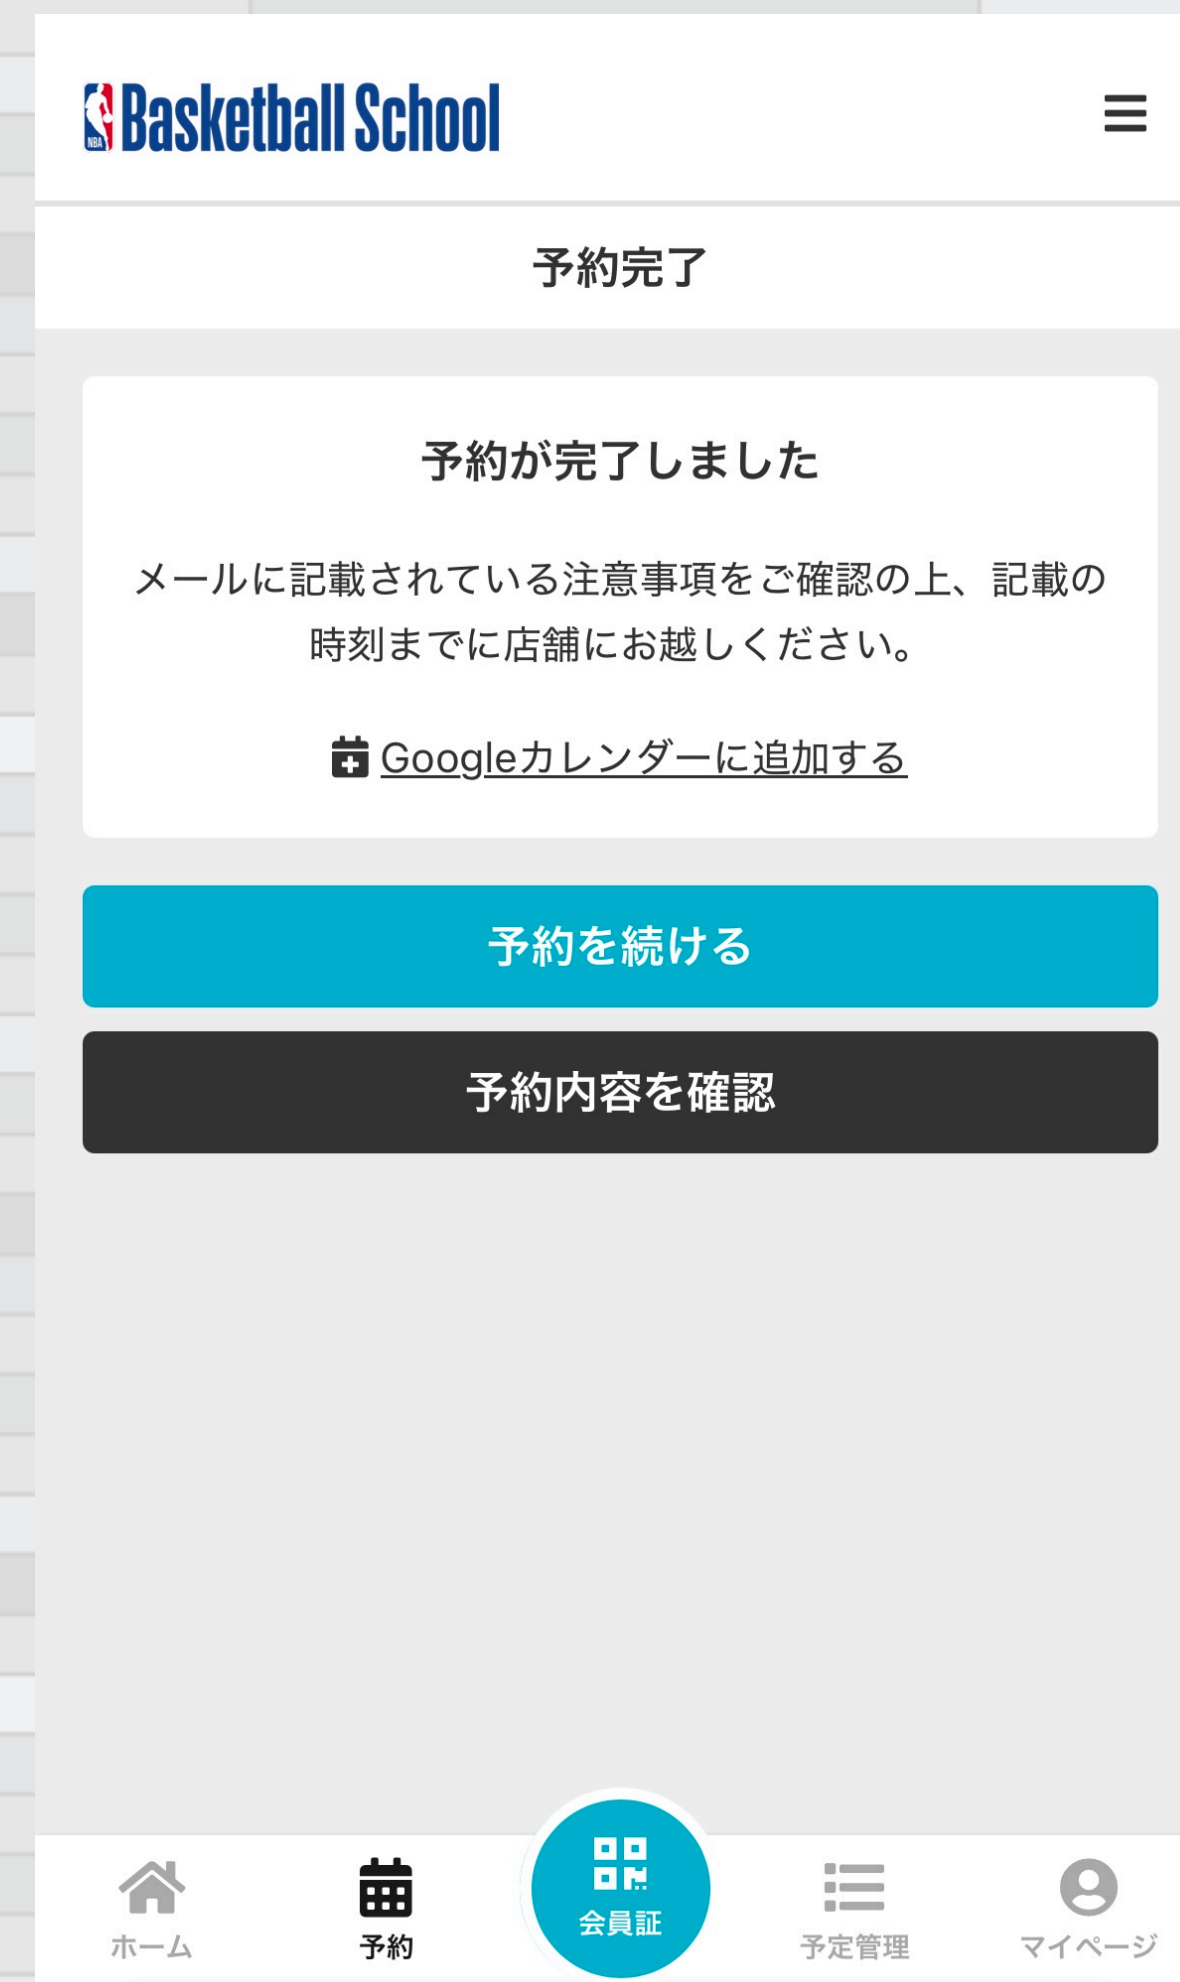 NBA Basketball School
予約完了
予約が完了しました
メールに記載されている注意事項をご確認の上、記載の
時刻までに店舗にお越しください。
Googleカレンダーに追加する
予約を続ける
予約内容を確認
ホーム 予約 会員証 予定管理 マイページ